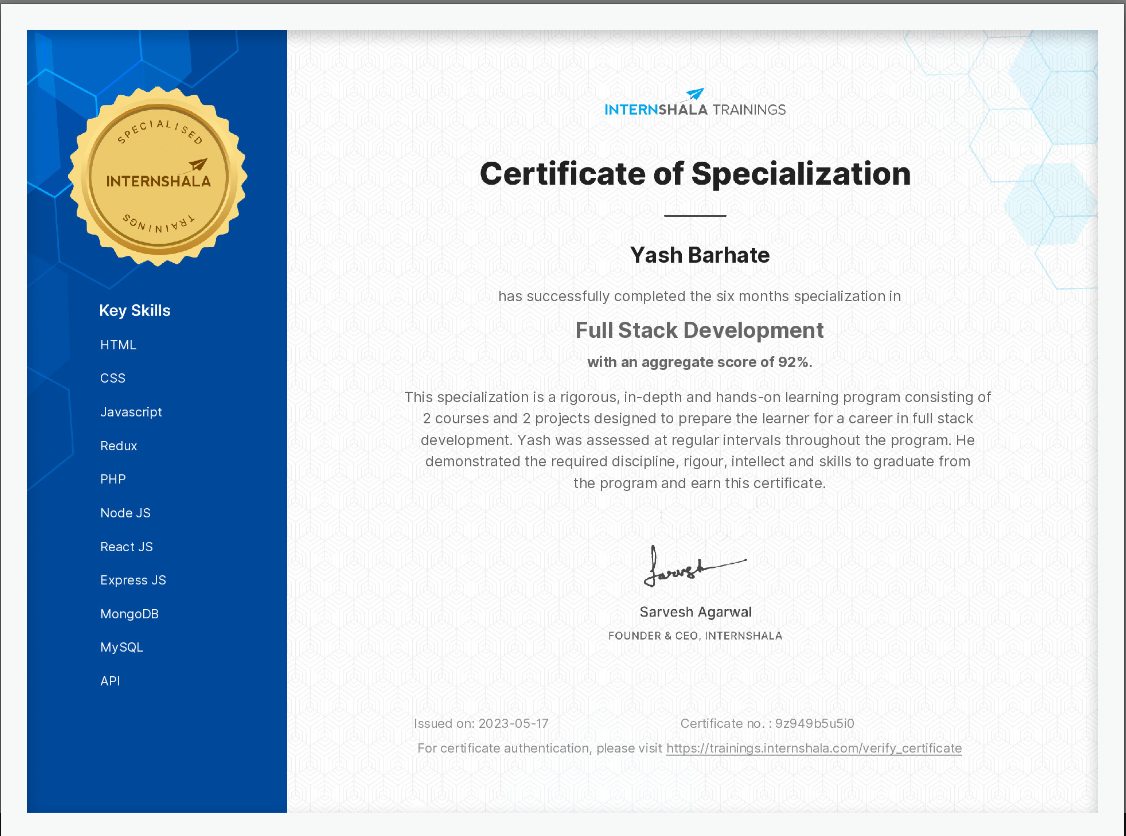 SPECIALISED
INTERNSHALA
TRAININGS
Key Skills
HTML
CSS
Javascript
Redux
PHP
Node JS
React JS
Express JS
MongoDB
MySQL
API
INTERNSHALA TRAININGS
Certificate of Specialization
Yash Barhate
has successfully completed the six months specialization in
Full Stack Development
with an aggregate score of 92%.
This specialization is a rigorous, in-depth and hands-on learning program consisting of
2 courses and 2 projects designed to prepare the learner for a career in full stack
development. Yash was assessed at regular intervals throughout the program. He
demonstrated the required discipline, rigour, intellect and skills to graduate from
the program and earn this certificate.
Sarvesh
Sarvesh Agarwal
FOUNDER & CEO, INTERNSHALA
Issued on: 2023-05-17 Certificate no. : 9z949b5u5i0
For certificate authentication, please visit https://trainings.internshala.com/verify_certificate